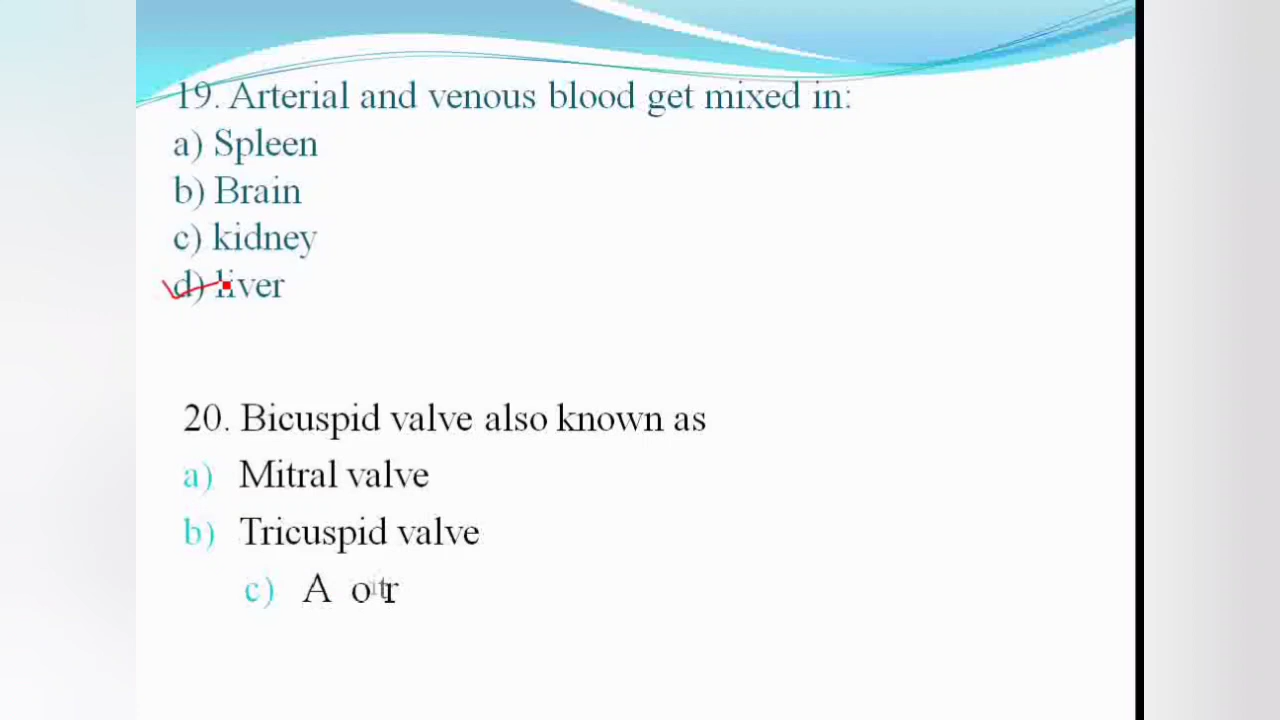 19. Arterial and venous blood get mixed in:
a) Spleen
b) Brain
c) kidney
d) liver
20. Bicuspid valve also known as
a) Mitral valve
b) Tricuspid valve
c) A